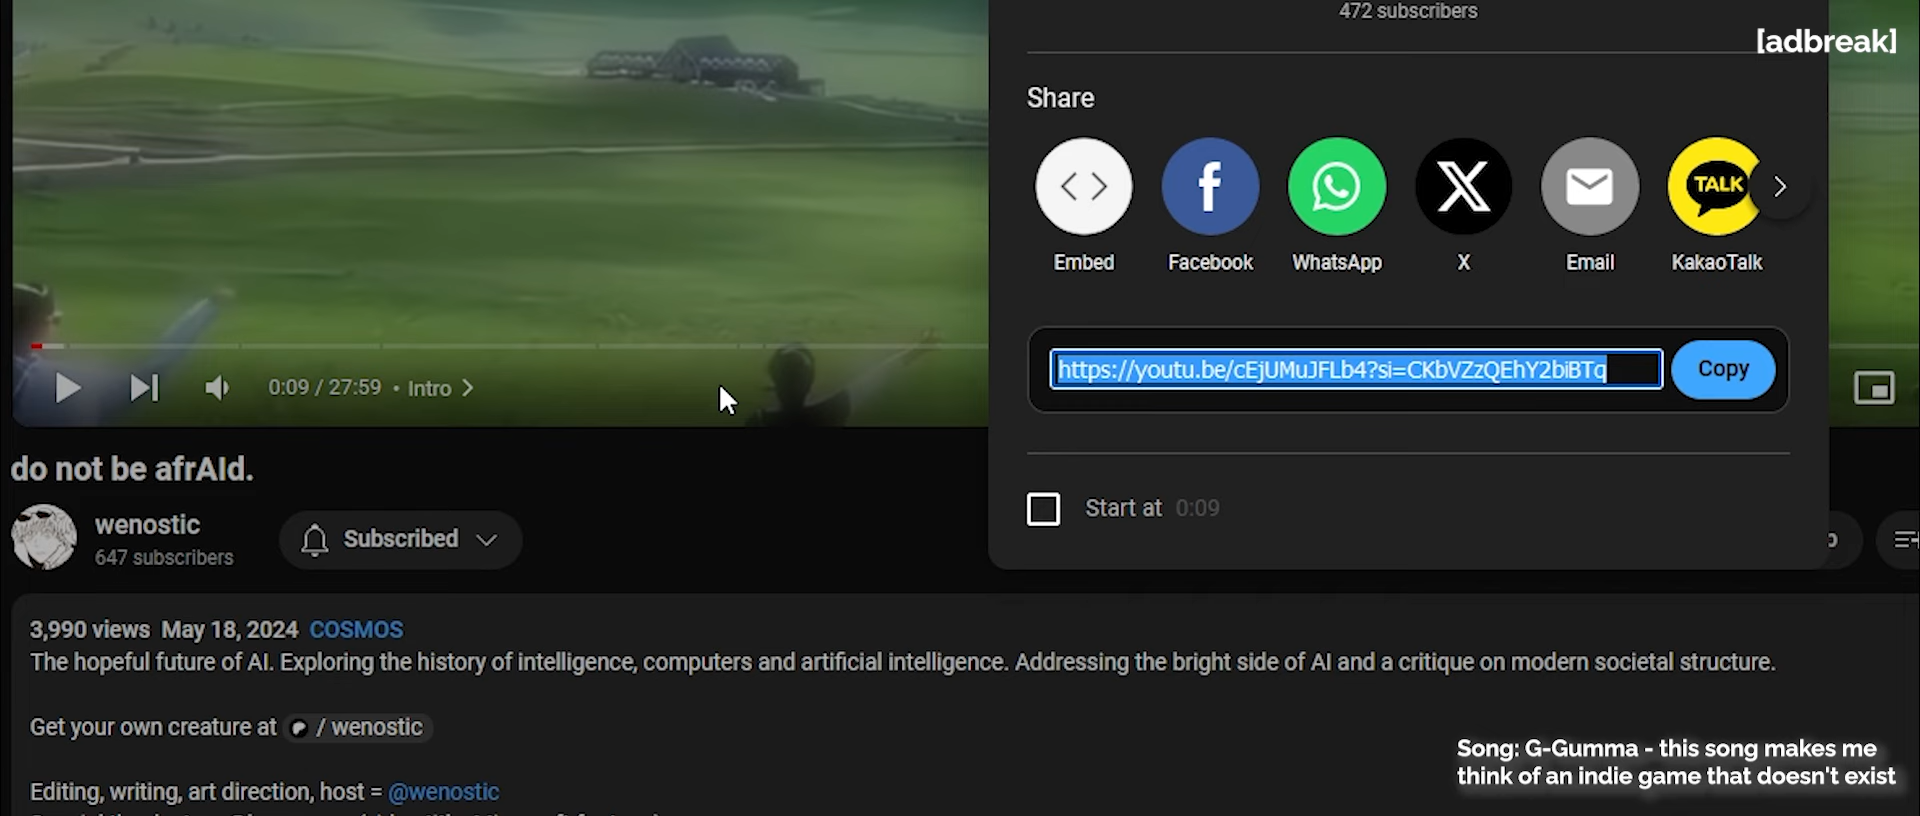 472 subscribers
[adbreak]
Share
TALK
Embed
Facebook
WhatsApp
X
Email
KakaoTalk
https://youtu.be/cEjUMuJFLb4?si=CKbVZzQEhY2biBTq
Copy
0:09 / 27:59 • Intro
Start at 0:09
do not be afrAId.
wenostic
647 subscribers
Subscribed
3,990 views May 18, 2024 COSMOS
The hopeful future of AI. Exploring the history of intelligence, computers and artificial intelligence. Addressing the bright side of AI and a critique on modern societal structure.
Get your own creature at / wenostic
Song: G-Gumma - this song makes me
think of an indie game that doesn't exist
Editing, writing, art direction, host = @wenostic